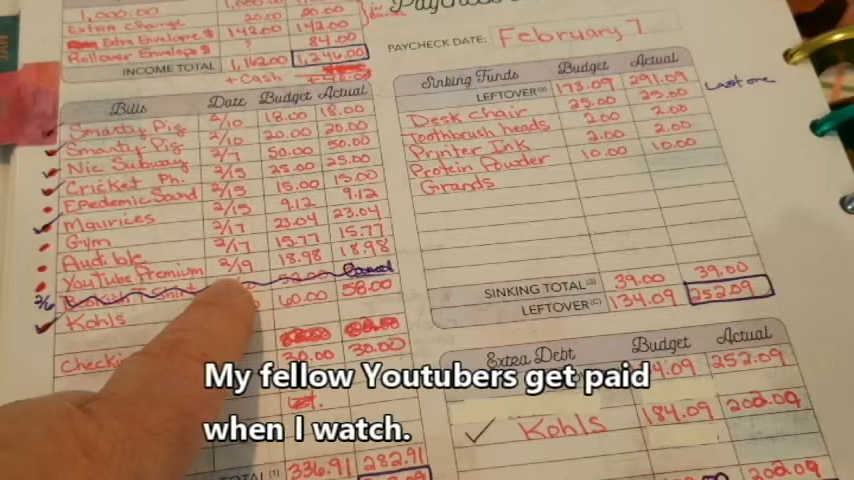 1,000.00 20.00 20.00
Extra Change 142.00 142.00
Extra Envelope $ ? 84.00
Rollover Envelope $ 1,162.00 1,246.00
INCOME TOTAL + Cash
PAYCHECK DATE: February 7
Bills Date Budget Actual
Smarty Pig 2/10 18.00 18.00
Smarty Pig 2/10 20.00 20.00
Nic Subway 2/7 50.00 50.00
Cricket Ph. 2/15 25.00 25.00
Epedemic Sound 2/15 15.00 15.00
Maurices 2/15 9.12 9.12
Gym 2/17 23.04 23.04
Audible 2/17 15.77 15.77
YouTube Premium 2/19 18.98 18.98
2/6
Kohls 60.00 58.00
30.00 30.00
336.91 282.91
Sinking Funds Budget Actual
LEFTOVER 173.09 291.09 Last one
Desk chair 25.00 25.00
Toothbrush heads 2.00 2.00
Printer Ink 2.00 2.00
Protein Powder 10.00 10.00
Grands
SINKING TOTAL 39.00 39.00
LEFTOVER 134.09 252.09
Extra Debt Budget Actual
252.09
Kohls 184.09 202.09
202.09
My fellow Youtubers get paid
when I watch.